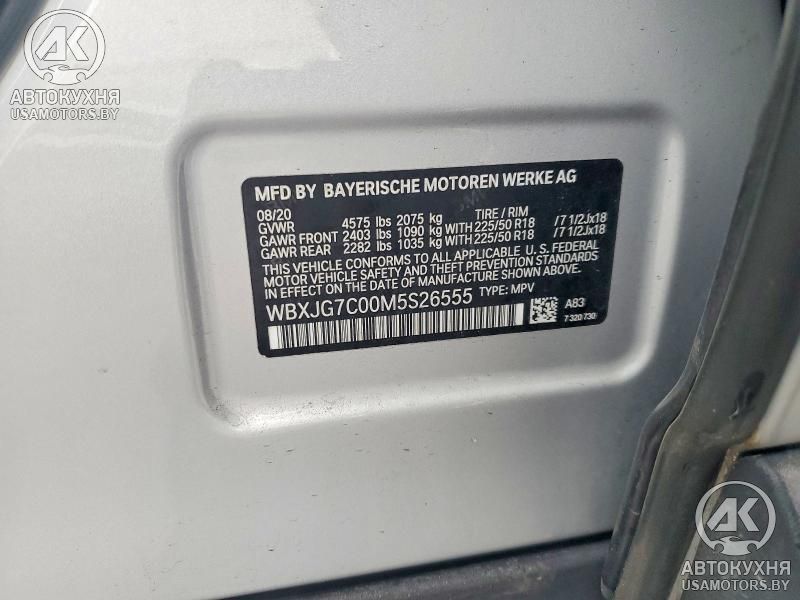 AK
АВТОКУХНЯ
USAMOTORS.BY
MFD BY BAYERISCHE MOTOREN WERKE AG
08/20
GVWR 4575 lbs 2075 kg TIRE / RIM
GAWR FRONT 2403 lbs 1090 kg WITH 225/50 R18 /7 1/2Jx18
GAWR REAR 2282 lbs 1035 kg WITH 225/50 R18 /7 1/2Jx18
THIS VEHICLE CONFORMS TO ALL APPLICABLE U.S. FEDERAL
MOTOR VEHICLE SAFETY AND THEFT PREVENTION STANDARDS
IN EFFECT ON THE DATE OF MANUFACTURE SHOWN ABOVE.
WBXJG7C00M5S26555 TYPE: MPV
A83
7 320 730
AK
АВТОКУХНЯ
USAMOTORS.BY